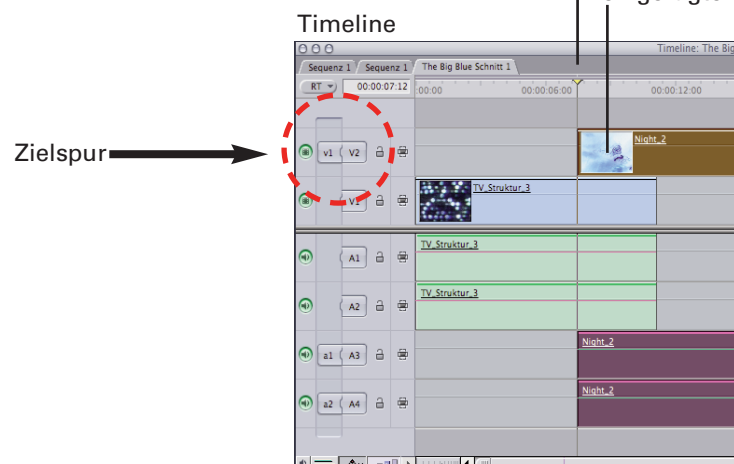 Timeline
Timeline: The Big
Sequenz 1 Sequenz 1 The Big Blue Schnitt 1
RT 00:00:07:12 00:00 00:00:06:00 00:00:12:00
Zielspur
v1 V2 Night_2
V1 TV_Struktur_3
A1 TV_Struktur_3
A2 TV_Struktur_3
a1 A3 Night_2
a2 A4 Night_2